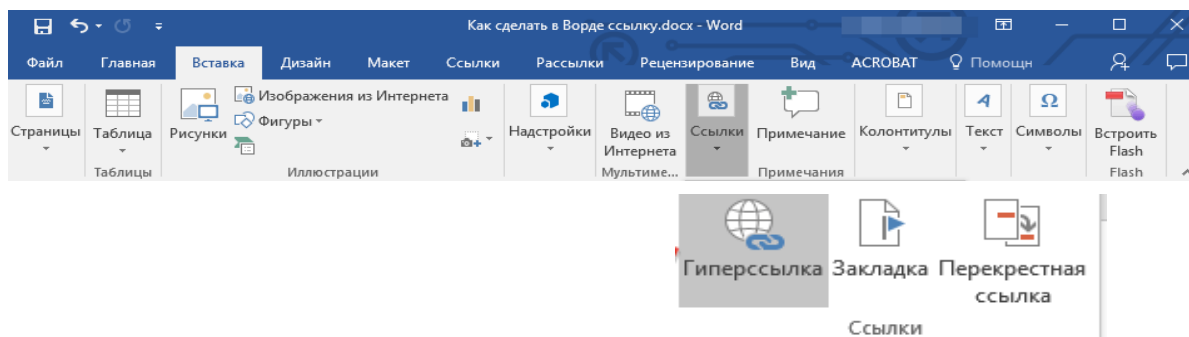 Как сделать в Ворде ссылку.docx - Word
Файл Главная Вставка Дизайн Макет Ссылки Рассылки Рецензирование Вид ACROBAT Помощн
Изображения из Интернета
Фигуры
Страницы Таблица Рисунки Надстройки Видео из Интернета Ссылки Примечание Колонтитулы Текст Символы Встроить Flash
Таблицы Иллюстрации Мультиме... Примечания Flash
Гиперссылка Закладка Перекрестная
ссылка
Ссылки